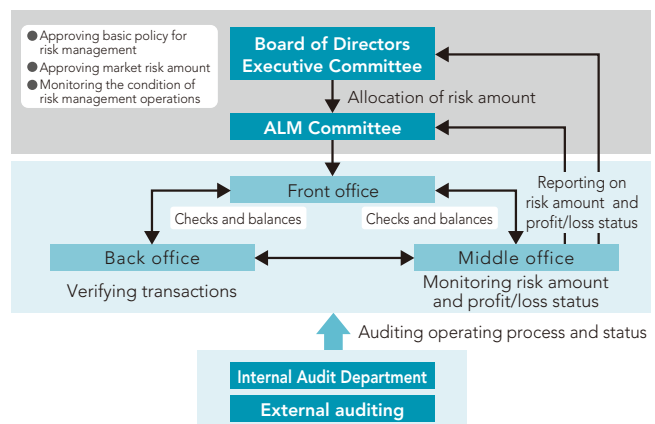 ●Approving basic policy for
risk management
●Approving market risk amount
●Monitoring the condition of
risk management operations
Board of Directors
Executive Committee
Allocation of risk amount
ALM Committee
Front office
Reporting on
risk amount and
profit/loss status
Checks and balances
Checks and balances
Back office
Middle office
Verifying transactions
Monitoring risk amount
and profit/loss status
Auditing operating process and status
Internal Audit Department
External auditing